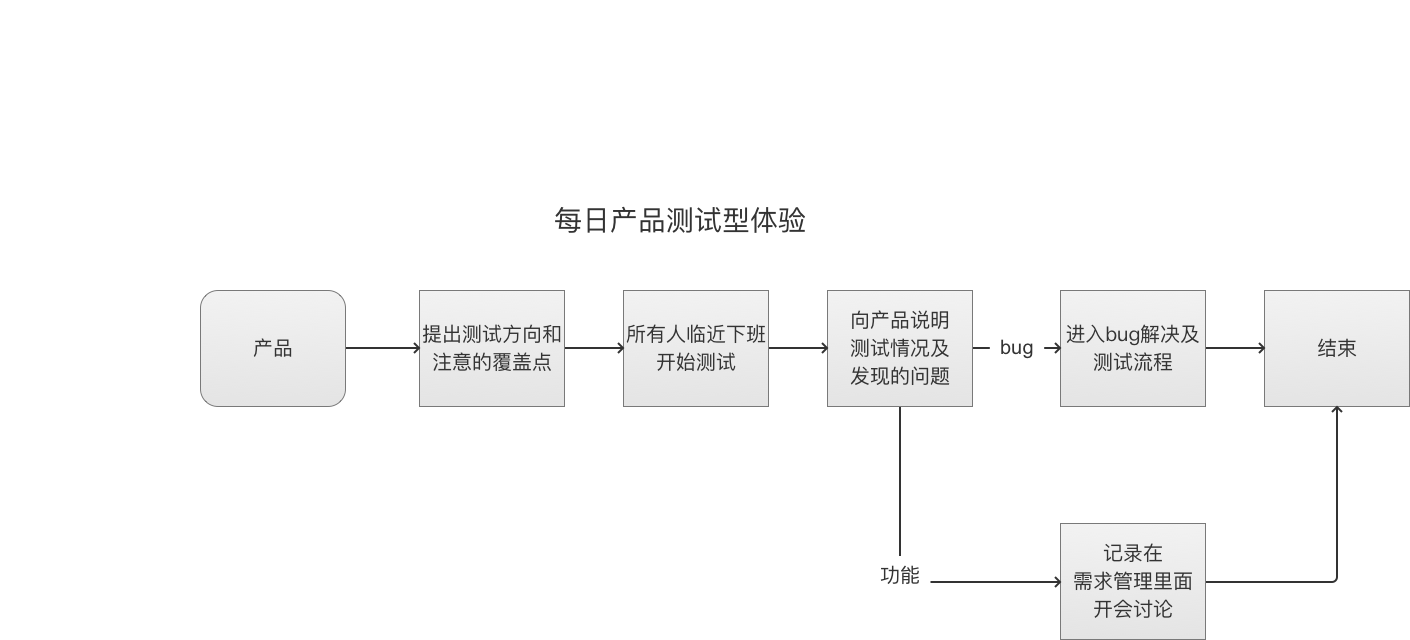 每日产品测试型体验
产品
提出测试方向和
注意的覆盖点
所有人临近下班
开始测试
向产品说明
测试情况及
发现的问题
bug
进入bug解决及
测试流程
结束
功能
记录在
需求管理里面
开会讨论